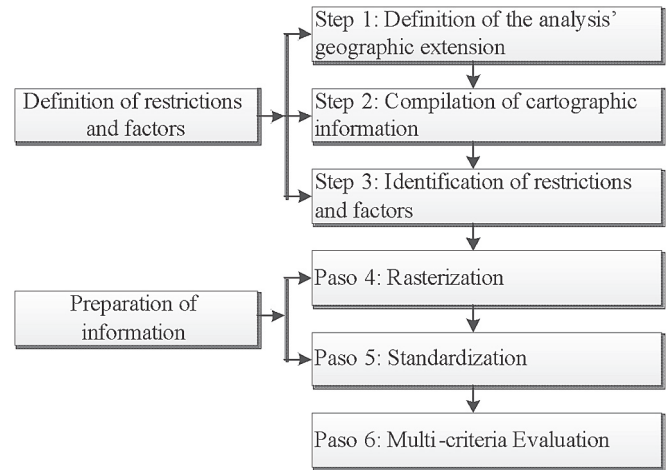 Step 1: Definition of the analysis’
geographic extension
Definition of restrictions
and factors
Step 2: Compilation of cartographic
information
Step 3: Identification of restrictions
and factors
Paso 4: Rasterization
Preparation of
information
Paso 5: Standardization
Paso 6: Multi-criteria Evaluation